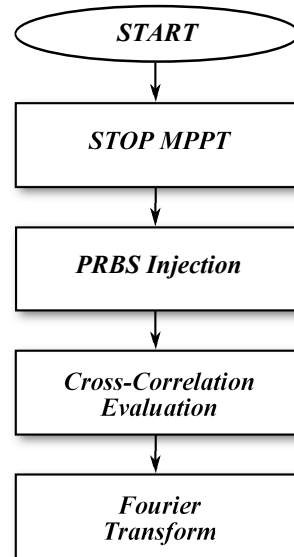 START
STOP MPPT
PRBS Injection
Cross-Correlation
Evaluation
Fourier
Transform